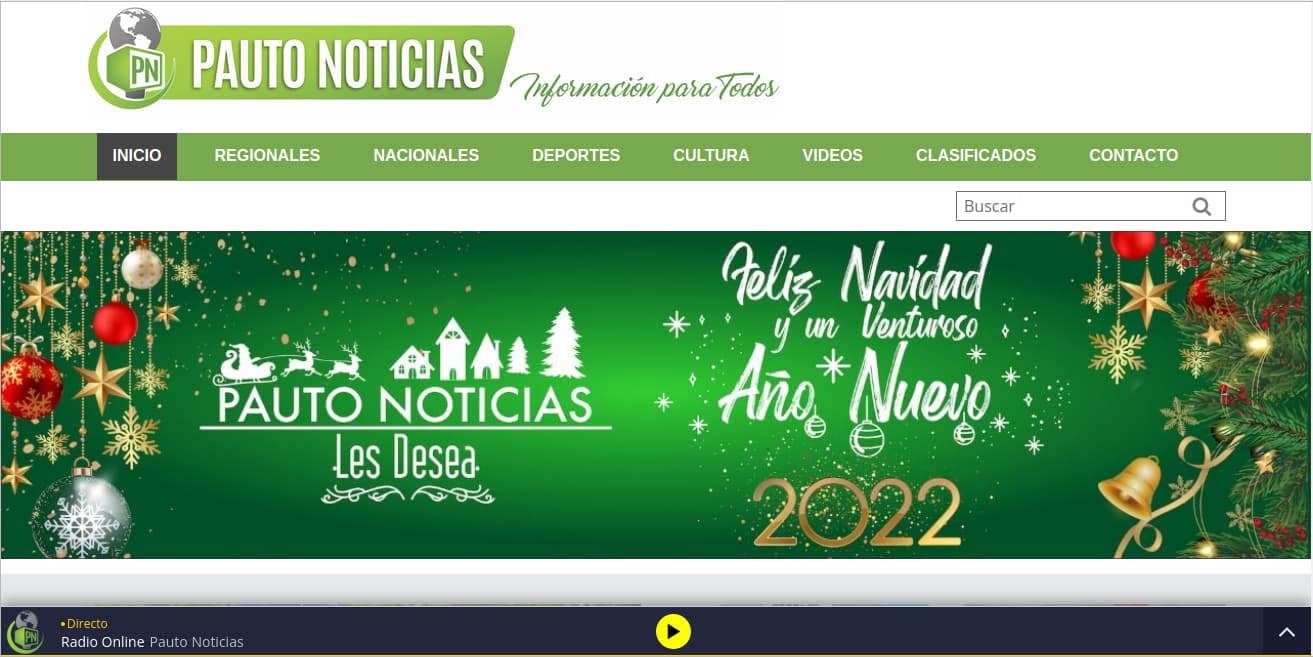 PN
PAUTO NOTICIAS
Información para Todos
INICIO REGIONALES NACIONALES DEPORTES CULTURA VIDEOS CLASIFICADOS CONTACTO
Buscar
PAUTO NOTICIAS
Les Desea
Felíz Navidad
y un Venturoso
Año Nuevo
2022
PN
Directo
Radio Online Pauto Noticias